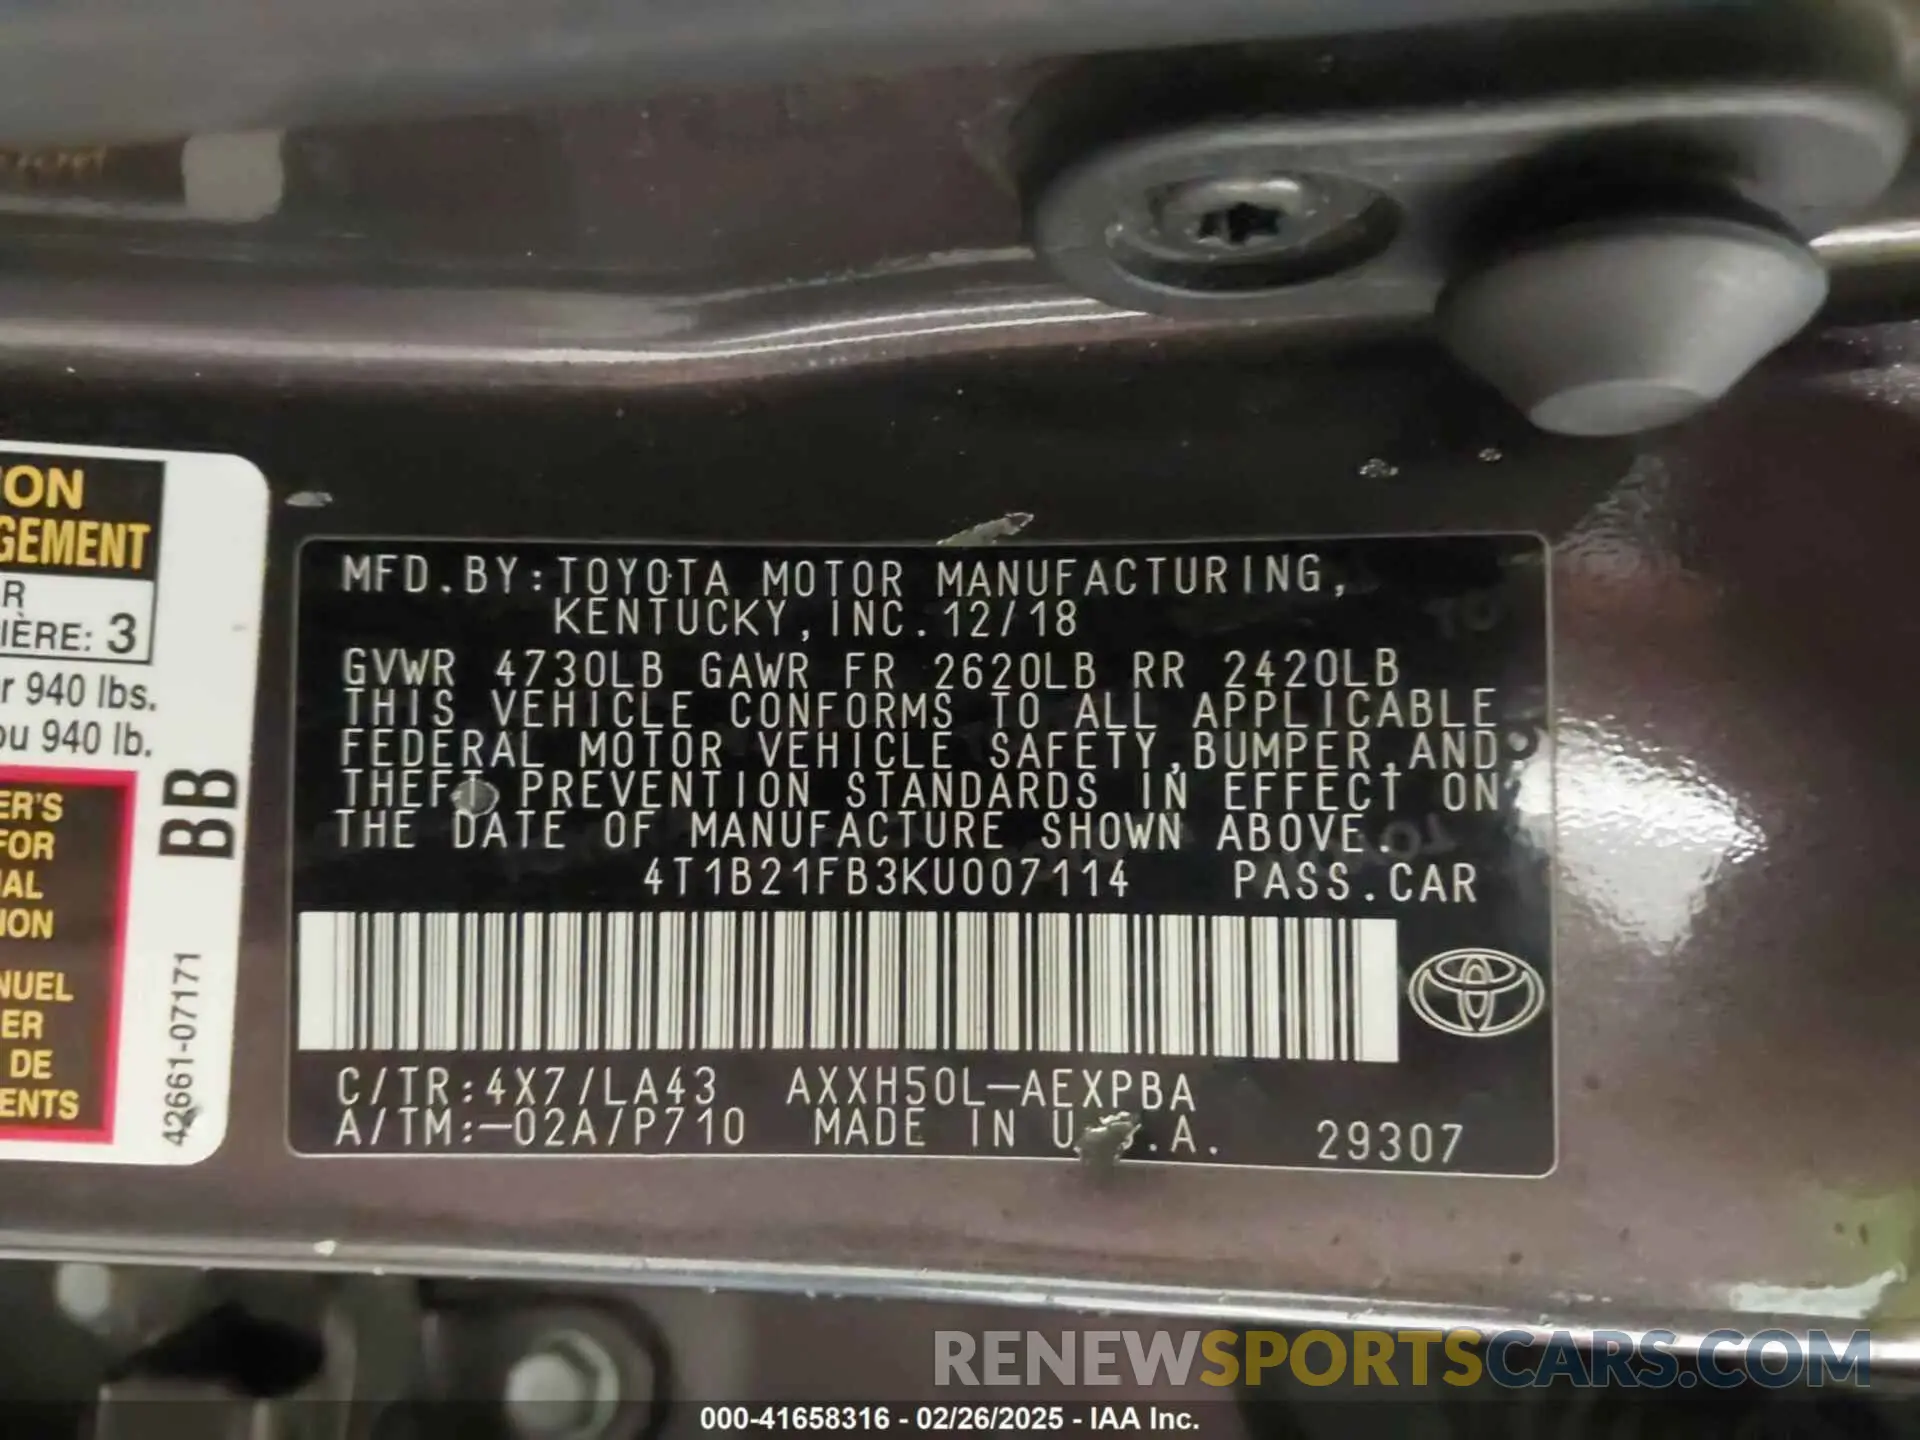 MFD.BY:TOYOTA MOTOR MANUFACTURING,
KENTUCKY,INC.12/18
GVWR 4730LB GAWR FR 2620LB RR 2420LB
THIS VEHICLE CONFORMS TO ALL APPLICABLE
FEDERAL MOTOR VEHICLE SAFETY,BUMPER,AND
THEFT PREVENTION STANDARDS IN EFFECT ON
THE DATE OF MANUFACTURE SHOWN ABOVE.
4T1B21FB3KU007114 PASS.CAR
C/TR:4X7/LA43 AXXH50L-AEXPBA
A/TM:-02A/P710 MADE IN U. .A. 29307
ION
GEMENT
R
IÈRE: 3
r 940 lbs.
ou 940 lb.
ER'S
FOR
AL
ION
NUEL
ER
DE
ENTS
BB
42661-07171
RENEWSPORTSCARS.COM
000-41658316 - 02/26/2025 - IAA Inc.